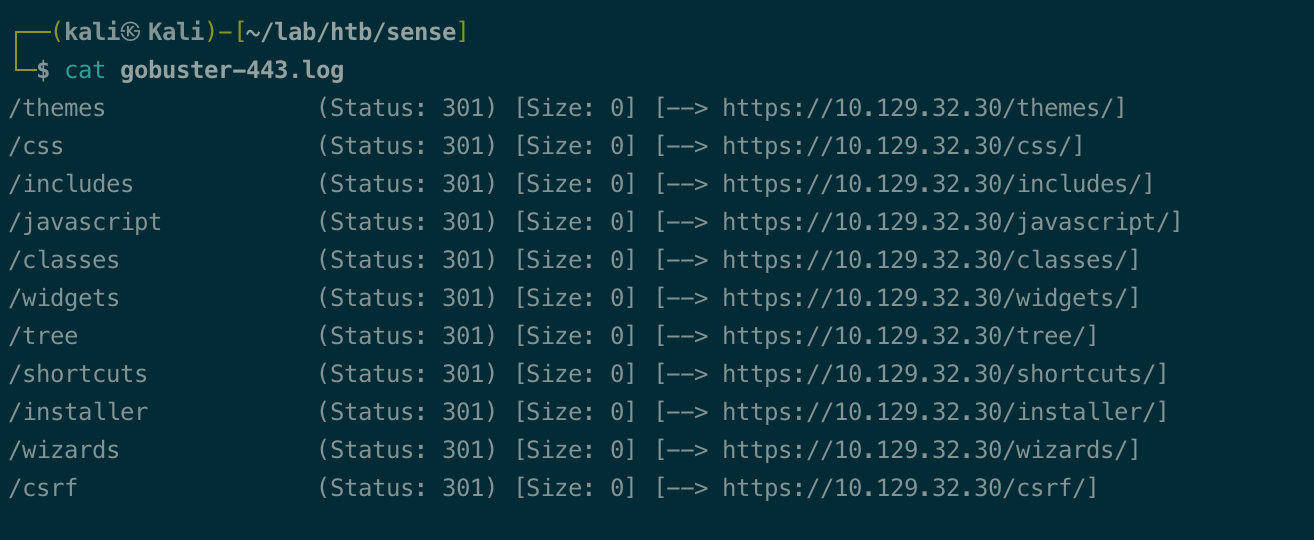 ┌──(kali㉿Kali)-[~/lab/htb/sense]
└─$ cat gobuster-443.log
/themes               (Status: 301) [Size: 0] [--> https://10.129.32.30/themes/]
/css                  (Status: 301) [Size: 0] [--> https://10.129.32.30/css/]
/includes             (Status: 301) [Size: 0] [--> https://10.129.32.30/includes/]
/javascript           (Status: 301) [Size: 0] [--> https://10.129.32.30/javascript/]
/classes              (Status: 301) [Size: 0] [--> https://10.129.32.30/classes/]
/widgets              (Status: 301) [Size: 0] [--> https://10.129.32.30/widgets/]
/tree                 (Status: 301) [Size: 0] [--> https://10.129.32.30/tree/]
/shortcuts            (Status: 301) [Size: 0] [--> https://10.129.32.30/shortcuts/]
/installer            (Status: 301) [Size: 0] [--> https://10.129.32.30/installer/]
/wizards              (Status: 301) [Size: 0] [--> https://10.129.32.30/wizards/]
/csrf                 (Status: 301) [Size: 0] [--> https://10.129.32.30/csrf/]